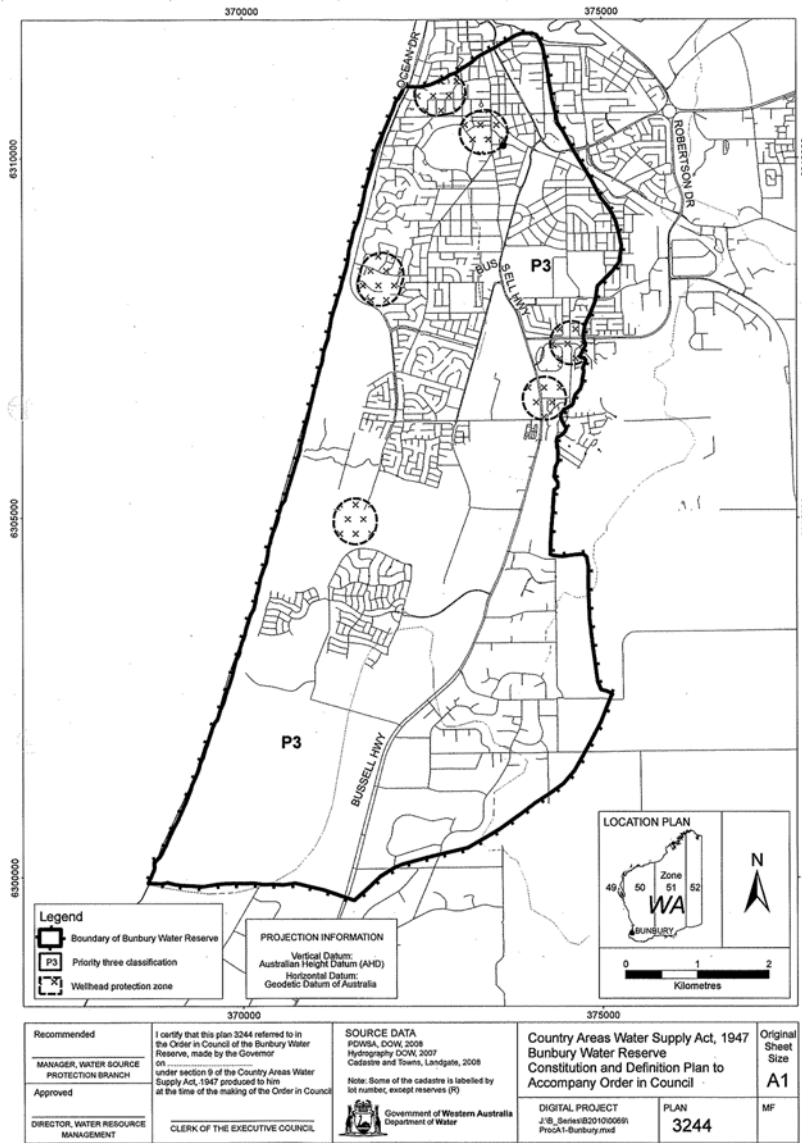 370000
375000
OCEAN DR
6310000
ROBERTSON DR
P3
BUS
SELL HWY
6305000
P3
BUSSELL HWY
6300000
LOCATION PLAN
Zone
49
50
51
52
WA
BUNBURY
N
0
1
2
Kilometres
Legend
Boundary of Bunbury Water Reserve
P3
Priority three classification
Wellhead protection zone
PROJECTION INFORMATION
Vertical Datum:
Australian Height Datum (AHD)
Horizontal Datum:
Geodetic Datum of Australia
370000
375000
Recommended
MANAGER, WATER SOURCE
PROTECTION BRANCH
Approved
DIRECTOR, WATER RESOURCE
MANAGEMENT
I certify that this plan 3244 referred to in
the Order in Council of the Bunbury Water
Reserve, made by the Governor
on ........................
under section 9 of the Country Areas Water
Supply Act, 1947 produced to him
at the time of the making of the Order in Council
CLERK OF THE EXECUTIVE COUNCIL
SOURCE DATA
PDWSA, DOW, 2008
Hydrography DOW, 2007
Cadastre and Towns, Landgate, 2008
Note: Some of the cadastre is labelled by
lot number, except reserves (R)
Government of Western Australia
Department of Water
Country Areas Water Supply Act, 1947
Bunbury Water Reserve
Constitution and Definition Plan to
Accompany Order in Council
Original
Sheet
Size
A1
DIGITAL PROJECT
ProcA1-Bunbury.mxd
PLAN
3244
MF